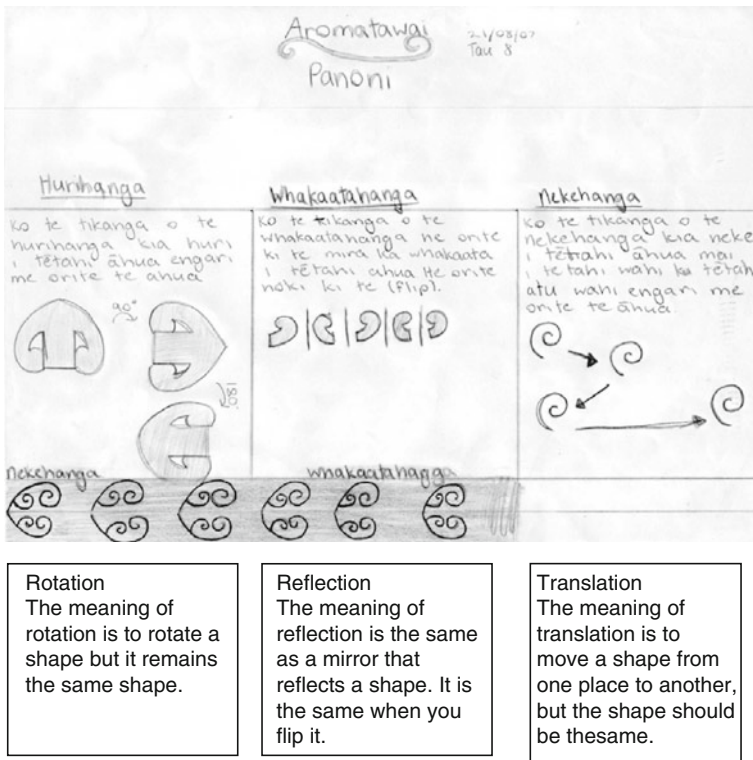 Aromatawai
Panoni
21/08/07
Tau 8
Hurihanga
Ko te tikanga o te
hurihanga kia huri
i tētahi āhua engari
me orite te ahua
90°
180°
Whakaatahanga
Ko te tikanga o te
whakaatahanga he orite
ki te mira ka whakaata
i tētahi ahua He orite
hoki ki te (flip).
Nekehanga
Ko te tikanga o te
nekehanga kia neke
i tētahi āhua mai
i te tahi wahi ki tētahi
atu wahi engari me
orite te āhua
nekehanga
whakaatahagga
Rotation
The meaning of
rotation is to rotate a
shape but it remains
the same shape.
Reflection
The meaning of
reflection is the same
as a mirror that
reflects a shape. It is
the same when you
flip it.
Translation
The meaning of
translation is to
move a shape from
one place to another,
but the shape should
be thesame.